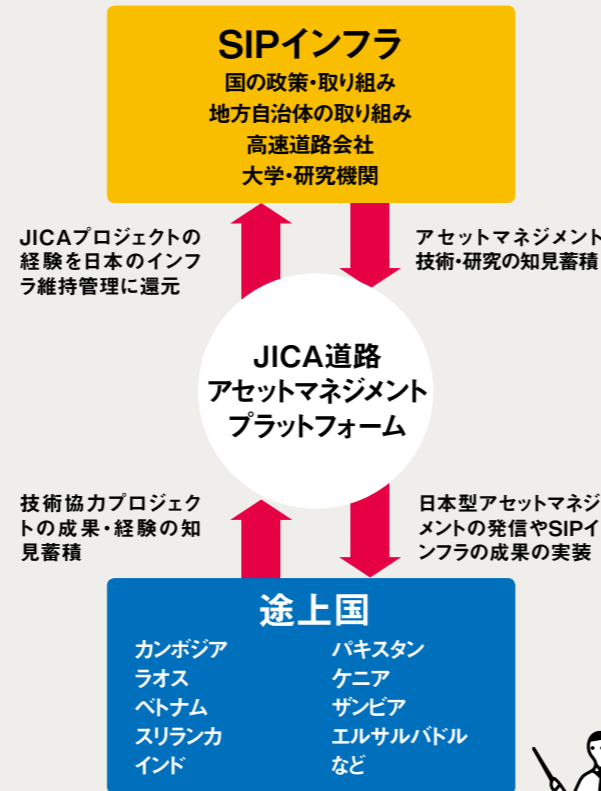 SIPインフラ
国の政策・取り組み
地方自治体の取り組み
高速道路会社
大学・研究機関
JICAプロジェクトの
経験を日本のインフ
ラ維持管理に還元
アセットマネジメント
技術・研究の知見蓄積
JICA道路
アセットマネジメント
プラットフォーム
技術協力プロジェク
トの成果・経験の知
見蓄積
日本型アセットマネジ
メントの発信やSIPイ
ンフラの成果の実装
途上国
カンボジア
ラオス
ベトナム
スリランカ
インド
パキスタン
ケニア
ザンビア
エルサルバドル
など